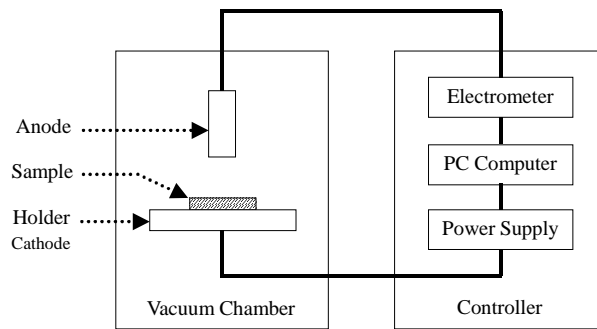 Anode
Sample
Holder
Cathode
Vacuum Chamber
Electrometer
PC Computer
Power Supply
Controller